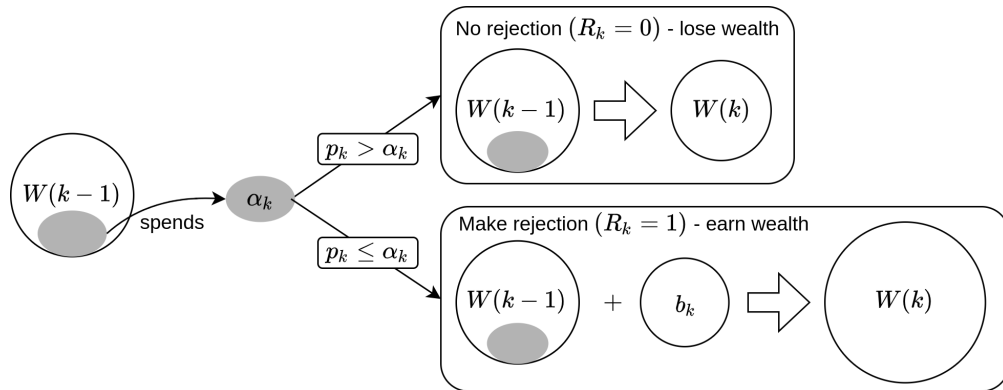 No rejection (R_k = 0) - lose wealth
W(k − 1)
W(k)
p_k > α_k
W(k − 1)
spends
α_k
p_k ≤ α_k
Make rejection (R_k = 1) - earn wealth
W(k − 1) + b_k
W(k)